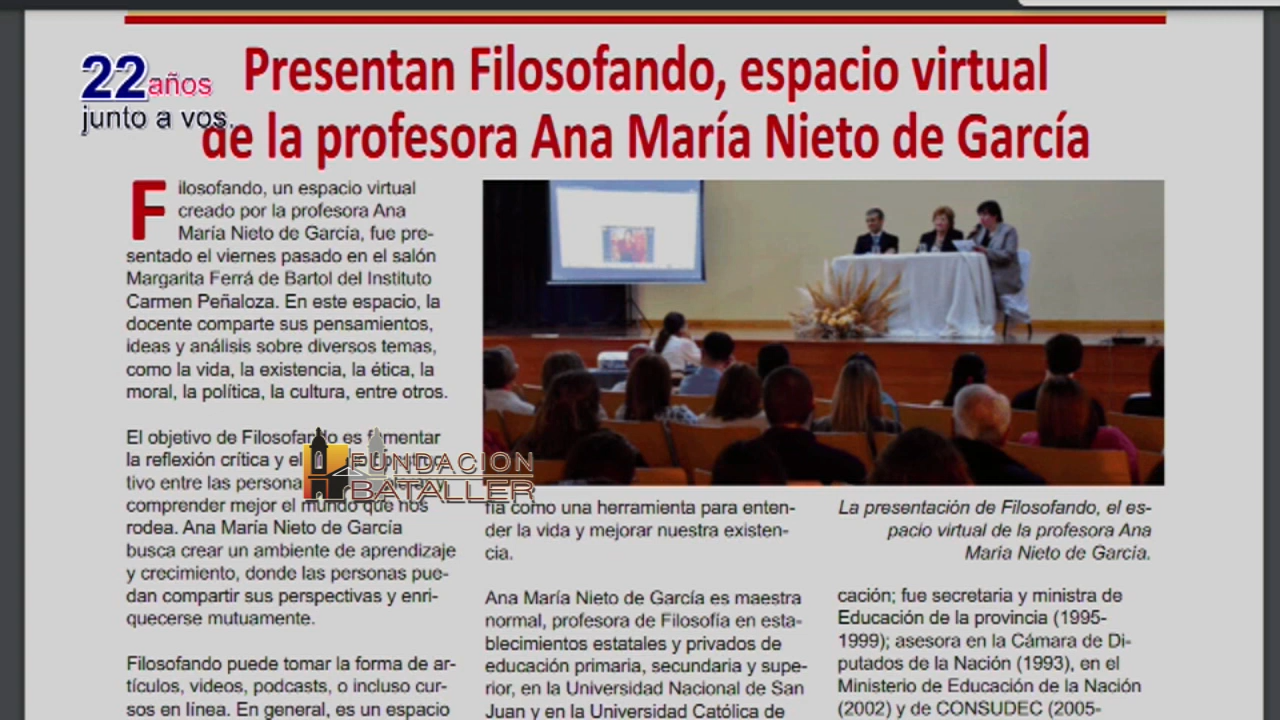 22años
junto a vos.
Presentan Filosofando, espacio virtual
de la profesora Ana María Nieto de García
Filosofando, un espacio virtual
creado por la profesora Ana
María Nieto de García, fue pre-
sentado el viernes pasado en el salón
Margarita Ferrá de Bartol del Instituto
Carmen Peñaloza. En este espacio, la
docente comparte sus pensamientos,
ideas y análisis sobre diversos temas,
como la vida, la existencia, la ética, la
moral, la política, la cultura, entre otros.
El objetivo de Filosofando es fomentar
la reflexión crítica y el
tivo entre las persona
comprender mejor el mundo que nos
rodea. Ana María Nieto de García
busca crear un ambiente de aprendizaje
y crecimiento, donde las personas pue-
dan compartir sus perspectivas y enri-
quecerse mutuamente.
Filosofando puede tomar la forma de ar-
tículos, videos, podcasts, o incluso cur-
sos en línea. En general, es un espacio
FUNDACION
BATALLER
fía como una herramienta para enten-
der la vida y mejorar nuestra existen-
cia.
Ana María Nieto de García es maestra
normal, profesora de Filosofía en esta-
blecimientos estatales y privados de
educación primaria, secundaria y supe-
rior, en la Universidad Nacional de San
Juan y en la Universidad Católica de
La presentación de Filosofando, el es-
pacio virtual de la profesora Ana
María Nieto de García.
cación; fue secretaria y ministra de
Educación de la provincia (1995-
1999); asesora en la Cámara de Di-
putados de la Nación (1993), en el
Ministerio de Educación de la Nación
(2002) y de CONSUDEC (2005-